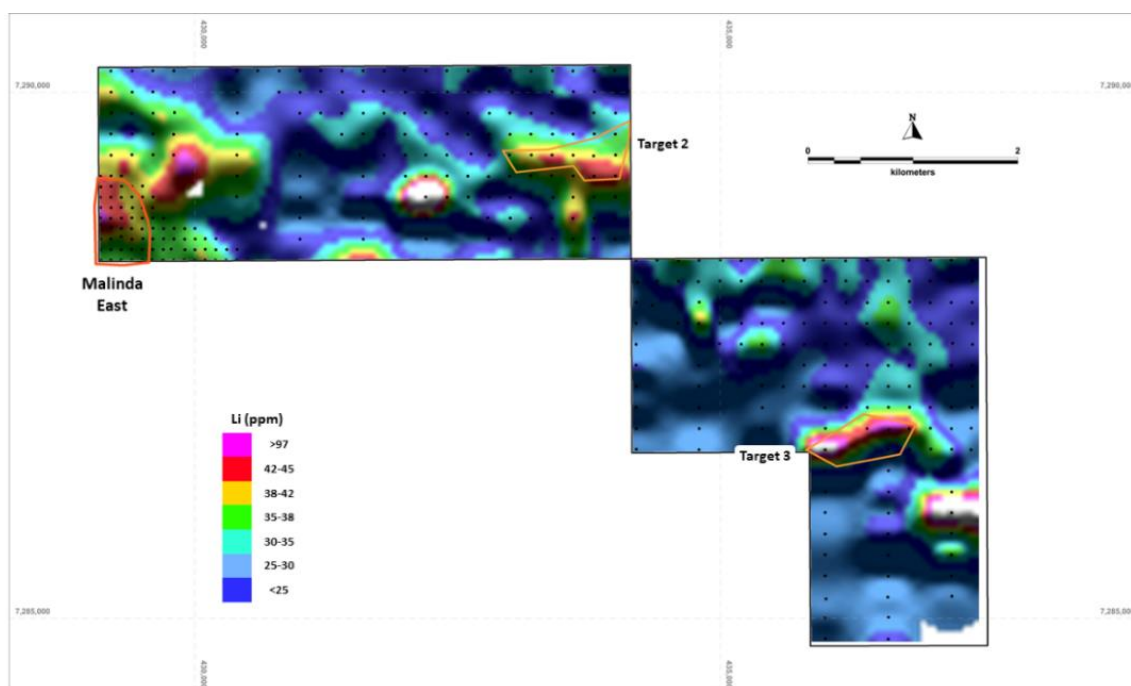 430,000
435,000
7,290,000
7,290,000
N
0
2
kilometers
Target 2
Malinda
East
Target 3
Li (ppm)
>97
42-45
38-42
35-38
30-35
25-30
<25
7,285,000
7,285,000
430,000
435,000